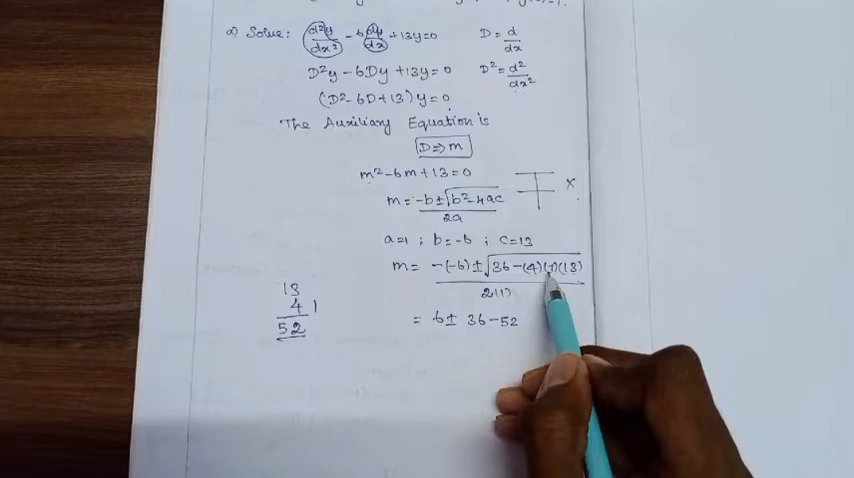 a) Solve: d²y/dx² - 6 dy/dx + 13y = 0    D = d/dx
D²y - 6Dy + 13y = 0    D² = d²/dx²
(D² - 6D + 13) y = 0
The Auxiliary Equation is
D ⇒ m
m² - 6m + 13 = 0
m = -b ± √b² - 4ac / 2a    x
a = 1 ; b = -6 ; c = 13
m = -(-6) ± √36 - (4)(1)(13) / 2(1)
13
4
52
1
= 6 ± 36 - 52